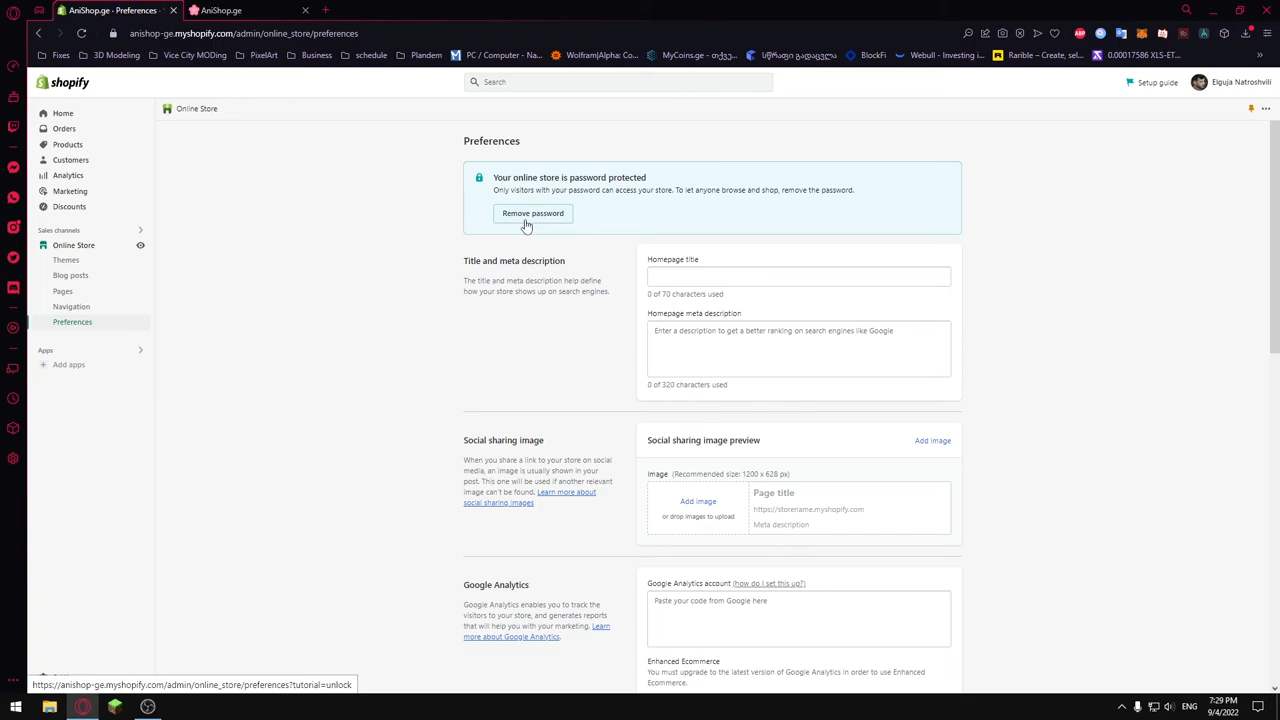 AniShop.ge - Preferences -
AniShop.ge
anishop-ge.myshopify.com/admin/online_store/preferences
Fixes
3D Modeling
Vice City MODing
PixelArt
Business
schedule
Plandem
PC / Computer - Na...
Wolfram|Alpha: Co...
MyCoins.ge - თქვე...
სწრაფი გადაცვლა
BlockFi
Webull - Investing i...
Rarible — Create, sel...
0.00017586 XLS-ET...
shopify
Search
Setup guide
Elguja Natroshvili
Home
Orders
Products
Customers
Analytics
Marketing
Discounts
Sales channels
Online Store
Themes
Blog posts
Pages
Navigation
Preferences
Apps
Add apps
Online Store
Preferences
Your online store is password protected
Only visitors with your password can access your store. To let anyone browse and shop, remove the password.
Remove password
Title and meta description
The title and meta description help define
how your store shows up on search engines.
Homepage title
0 of 70 characters used
Homepage meta description
Enter a description to get a better ranking on search engines like Google
0 of 320 characters used
Social sharing image
When you share a link to your store on social
media, an image is usually shown in your
post. This one will be used if another relevant
image can't be found. Learn more about
social sharing images
Social sharing image preview
Add image
Image (Recommended size: 1200 x 628 px)
Add image
or drop images to upload
Page title
https://storename.myshopify.com
Meta description
Google Analytics
Google Analytics enables you to track the
visitors to your store, and generates reports
that will help you with your marketing. Learn
more about Google Analytics.
Google Analytics account (how do I set this up?)
Paste your code from Google here
Enhanced Ecommerce
You must upgrade to the latest version of Google Analytics in order to use Enhanced
Ecommerce.
https://anishop-ge.myshopify.com/admin/online_store/preferences?tutorial=unlock
ENG
7:29 PM
9/4/2022